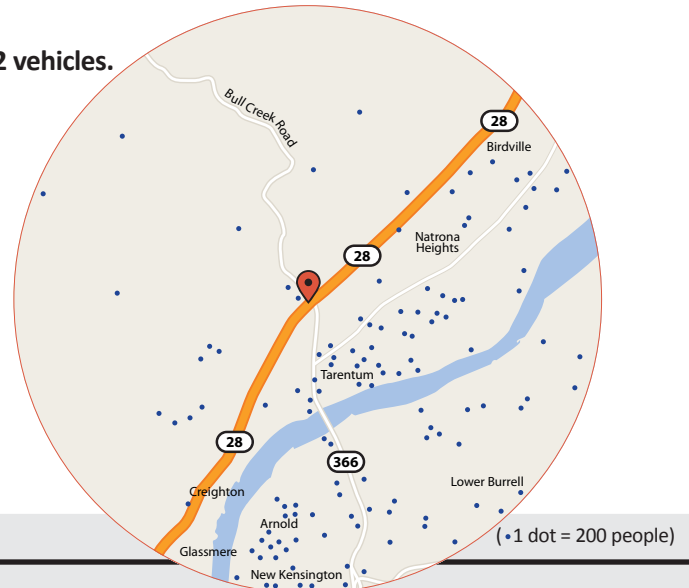 2 vehicles.
Bull Creek Road
28
Birdville
Natrona
Heights
28
Tarentum
28
366
Creighton
Lower Burrell
Arnold
(•1 dot = 200 people)
Glassmere
New Kensington